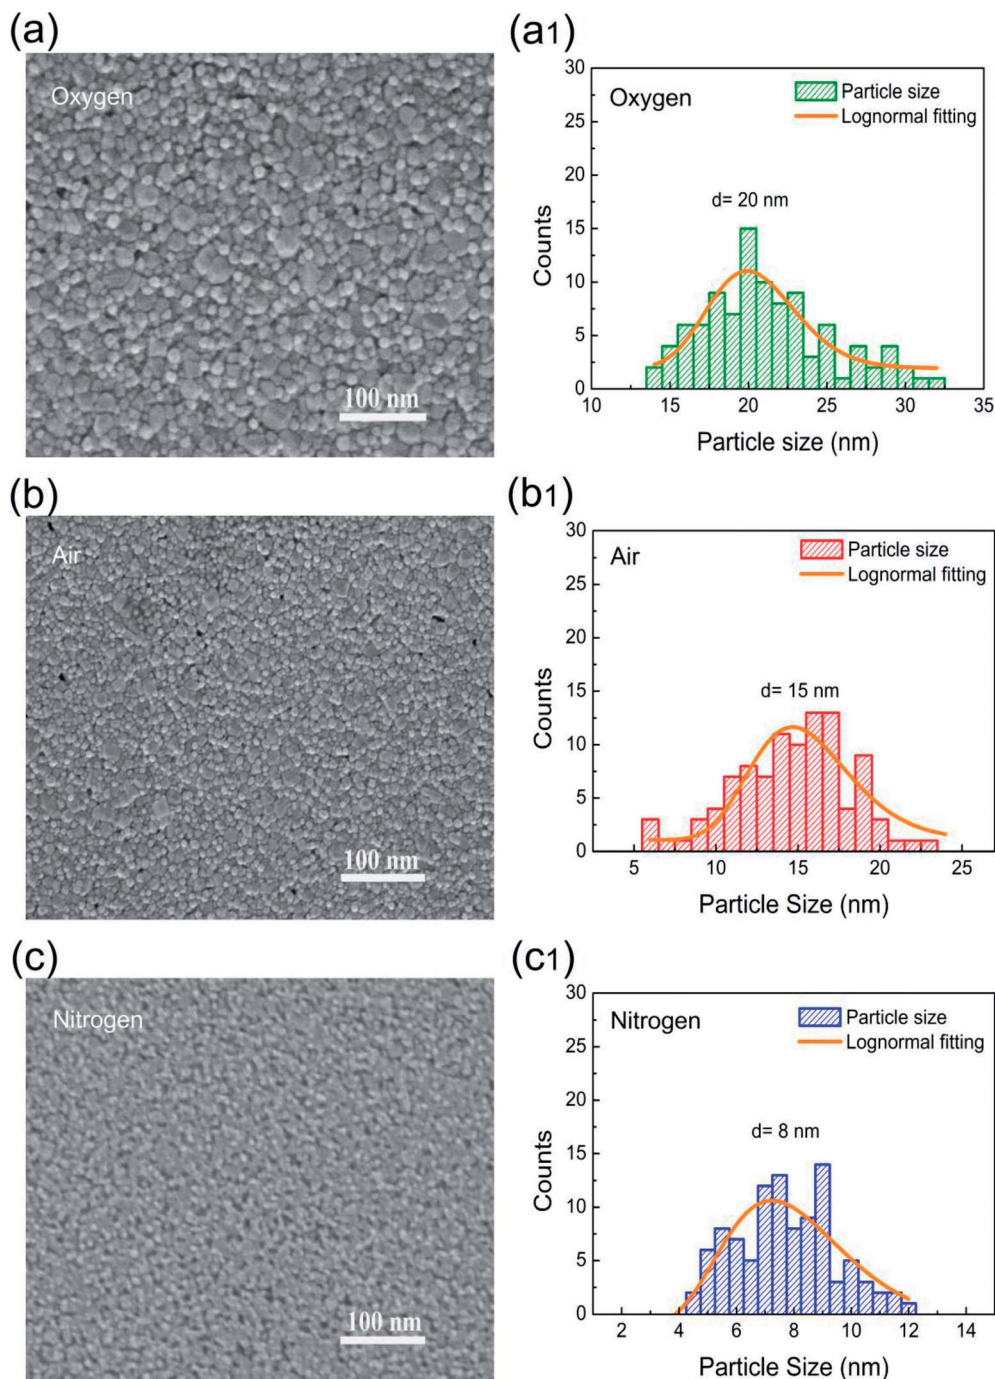 (a)
Oxygen
100 nm
(a1)
Oxygen
Particle size
Lognormal fitting
d= 20 nm
Counts
30
25
20
15
10
5
0
10 15 20 25 30 35
Particle size (nm)
(b)
Air
100 nm
(b1)
Air
Particle size
Lognormal fitting
d= 15 nm
Counts
30
25
20
15
10
5
0
5 10 15 20 25
Particle Size (nm)
(c)
Nitrogen
100 nm
(c1)
Nitrogen
Particle size
Lognormal fitting
d= 8 nm
Counts
30
25
20
15
10
5
0
2 4 6 8 10 12 14
Particle Size (nm)